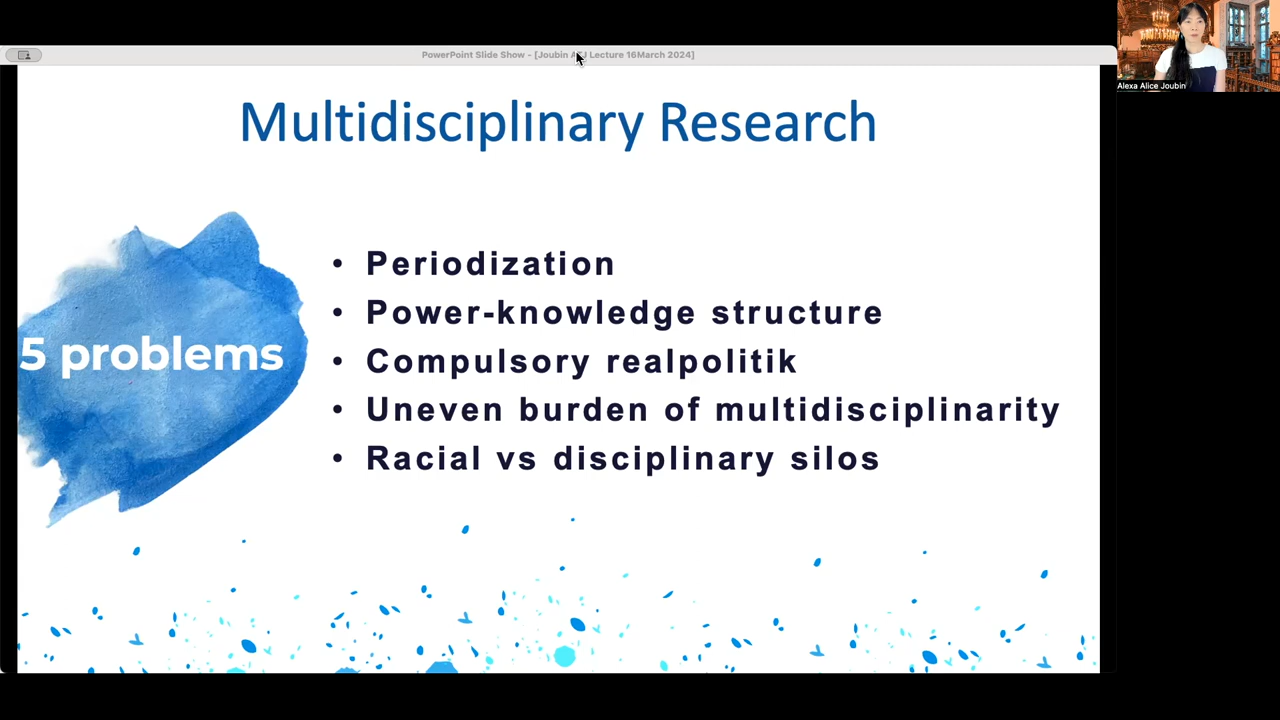 PowerPoint Slide Show - [Joubin Lecture 16March 2024]
Alexa Alice Joubin
Multidisciplinary Research
5 problems
• Periodization
• Power-knowledge structure
• Compulsory realpolitik
• Uneven burden of multidisciplinarity
• Racial vs disciplinary silos